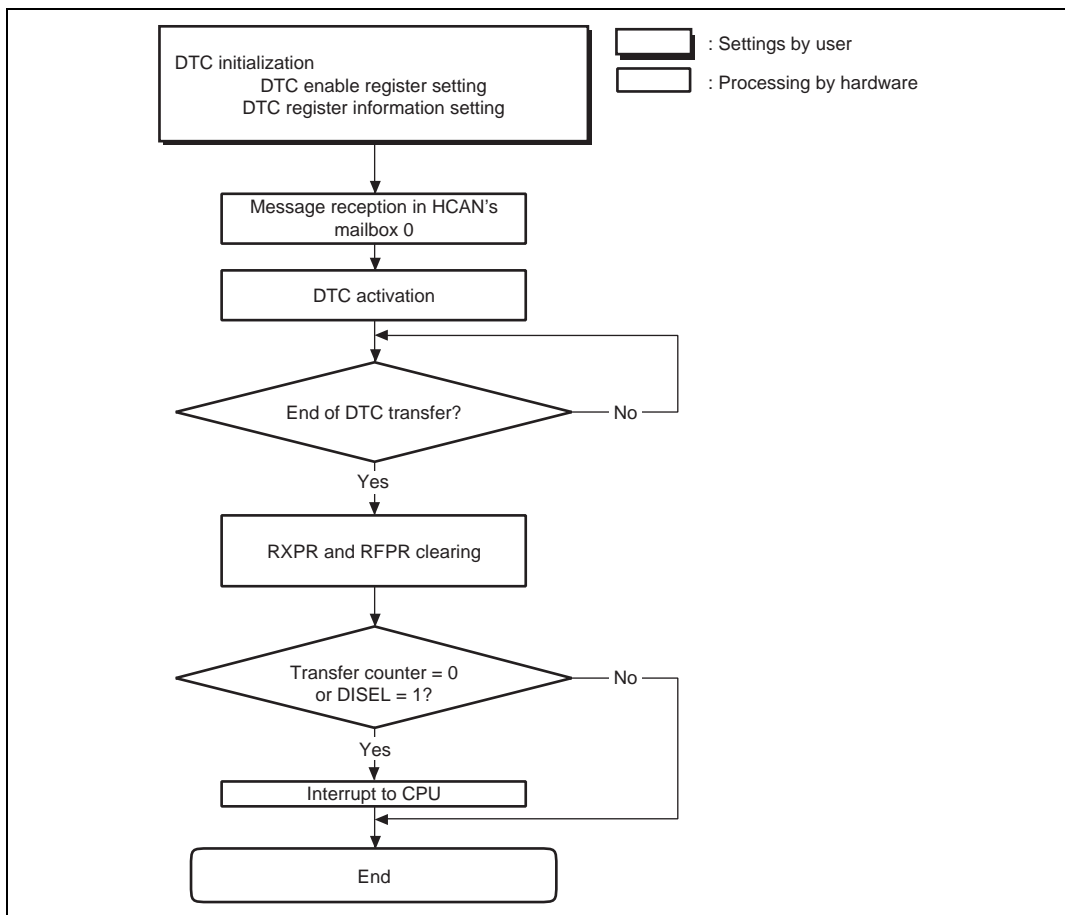 DTC initialization
DTC enable register setting
DTC register information setting
: Settings by user
: Processing by hardware
Message reception in HCAN's
mailbox 0
DTC activation
End of DTC transfer?
No
Yes
RXPR and RFPR clearing
Transfer counter = 0
or DISEL = 1?
No
Yes
Interrupt to CPU
End